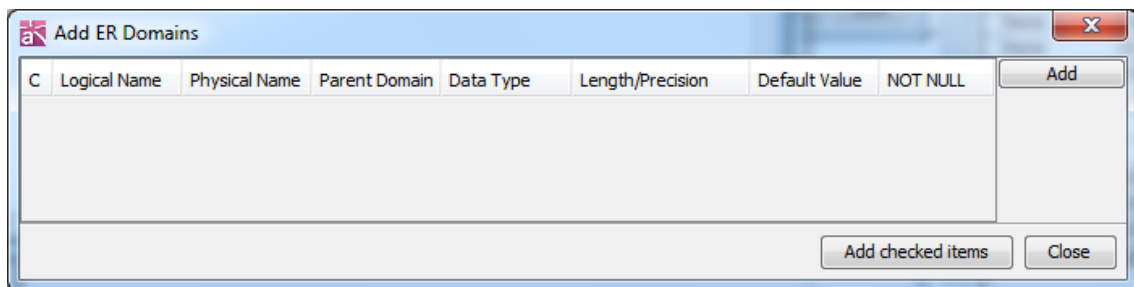 Add ER Domains
C Logical Name Physical Name Parent Domain Data Type Length/Precision Default Value NOT NULL Add
Add checked items Close